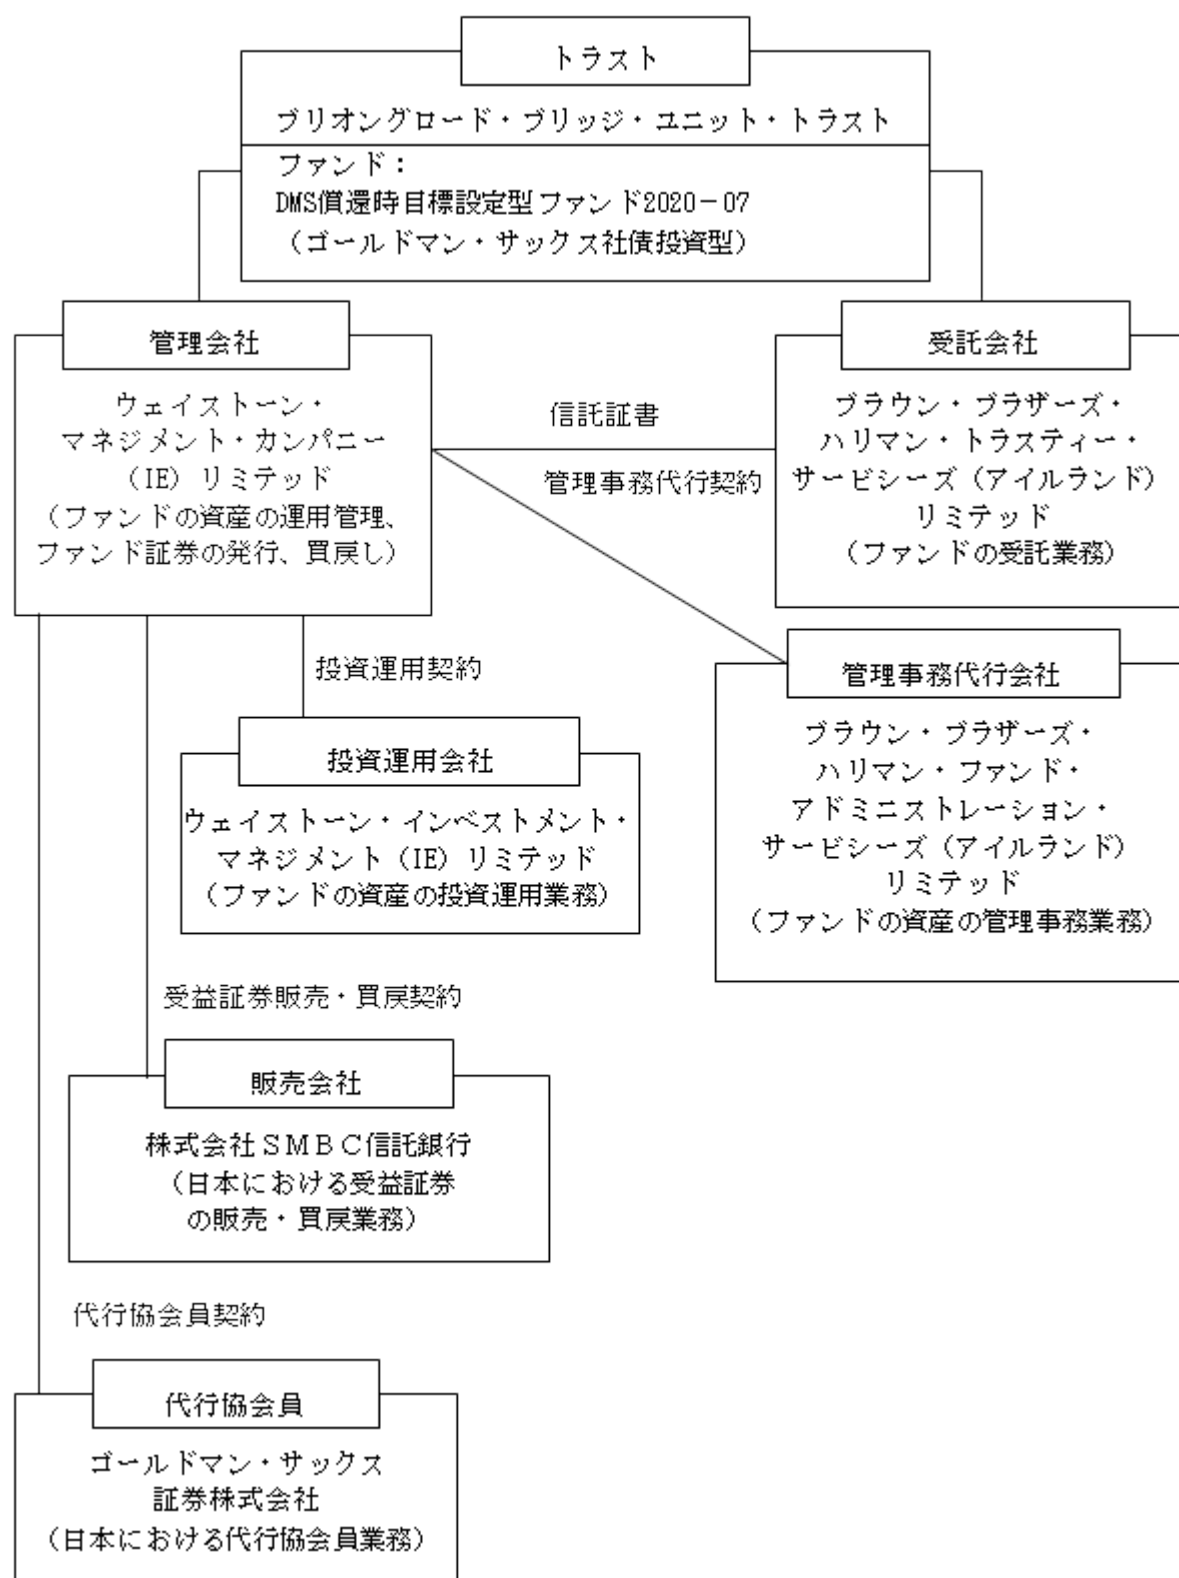 トラスト
ブリオングロード・ブリッジ・ユニット・トラスト
ファンド：
DMS償還時目標設定型ファンド2020－07
（ゴールドマン・サックス社債投資型）
管理会社
ウェイストーン・
マネジメント・カンパニー
（IE）リミテッド
（ファンドの資産の運用管理、
ファンド証券の発行、買戻し）
信託証書
管理事務代行契約
受託会社
ブラウン・ブラザーズ・
ハリマン・トラスティー・
サービシーズ（アイルランド）
リミテッド
（ファンドの受託業務）
投資運用契約
投資運用会社
ウェイストーン・インベストメント・
マネジメント（IE）リミテッド
（ファンドの資産の投資運用業務）
管理事務代行会社
ブラウン・ブラザーズ・
ハリマン・ファンド・
アドミニストレーション・
サービシーズ（アイルランド）
リミテッド
（ファンドの資産の管理事務業務）
受益証券販売・買戻契約
販売会社
株式会社ＳＭＢＣ信託銀行
（日本における受益証券
の販売・買戻業務）
代行協会員契約
代行協会員
ゴールドマン・サックス
証券株式会社
（日本における代行協会員業務）